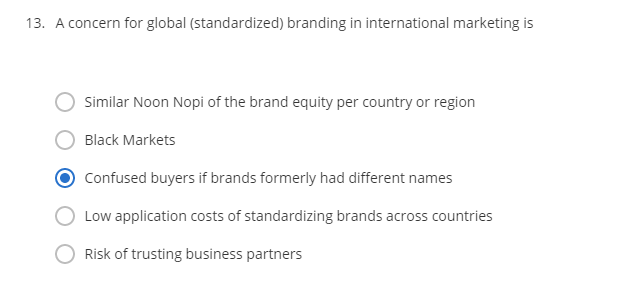 13. A concern for global (standardized) branding in international marketing is
Similar Noon Nopi of the brand equity per country or region
Black Markets
Confused buyers if brands formerly had different names
Low application costs of standardizing brands across countries
Risk of trusting business partners